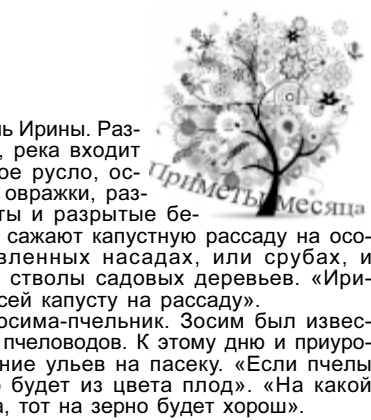 Приметы месяца
нь Ирины. Раз-
, река входит
ое русло, ос-
овражки, раз-
ты и разрытые бе-
сажают капустную рассаду на осо-
вленных насадах, или срубах, и
стволы садовых деревьев. «Ири-
сей капусту на рассаду».
осима-пчельник. Зосим был извес-
пчеловодов. К этому дню и приуро-
ние ульев на пасеку. «Если пчелы
будет из цвета плод». «На какой
а, тот на зерно будет хорош».